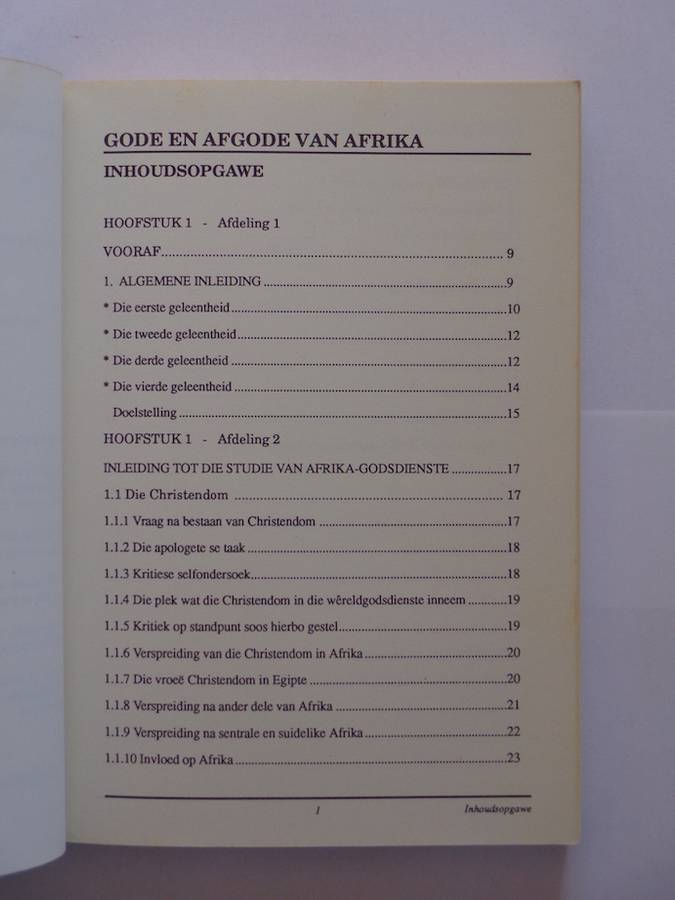 GODE EN AFGODE VAN AFRIKA
INHOUDSOPGAWE
HOOFSTUK 1 - Afdeling 1
VOORAF.................................................................................... 9
1. ALGEMENE INLEIDING ............................................................9
* Die eerste geleentheid....................................................................10
* Die tweede geleentheid...................................................................12
* Die derde geleentheid ....................................................................12
* Die vierde geleentheid ...................................................................14
Doelstelling .................................................................................15
HOOFSTUK 1 - Afdeling 2
INLEIDING TOT DIE STUDIE VAN AFRIKA-GODSDIENSTE ................17
1.1 Die Christendom .................................................................. 17
1.1.1 Vraag na bestaan van Christendom ..............................................17
1.1.2 Die apologete se taak ................................................................18
1.1.3 Kritiese selfondersoek...............................................................18
1.1.4 Die plek wat die Christendom in die wêreldgodsdienste inneem ...........19
1.1.5 Kritiek op standpunt soos hierbo gestel.........................................19
1.1.6 Verspreiding van die Christendom in Afrika ...................................20
1.1.7 Die vroeë Christendom in Egipte .................................................20
1.1.8 Verspreiding na ander dele van Afrika ..........................................21
1.1.9 Verspreiding na sentrale en suidelike Afrika ...................................22
1.1.10 Invloed op Afrika ...................................................................23
1 Inhoudsopgawe